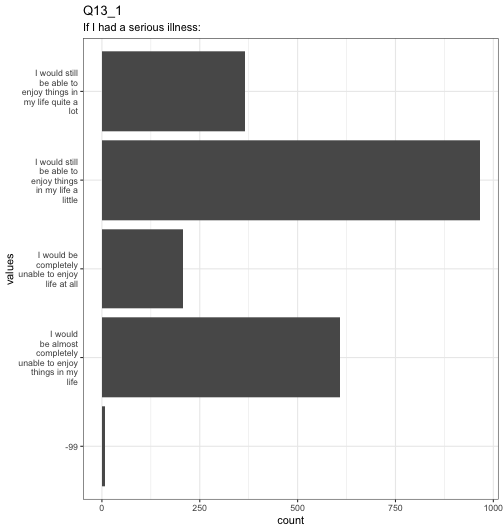 Q13_1
If I had a serious illness:
I would still
be able to
enjoy things in
my life quite a
lot
I would still
be able to
enjoy things
in my life a
little
I would be
completely
unable to enjoy
life at all
I would
be almost
completely
unable to enjoy
things in my
life
-99
values
0
250
500
750
1000
count